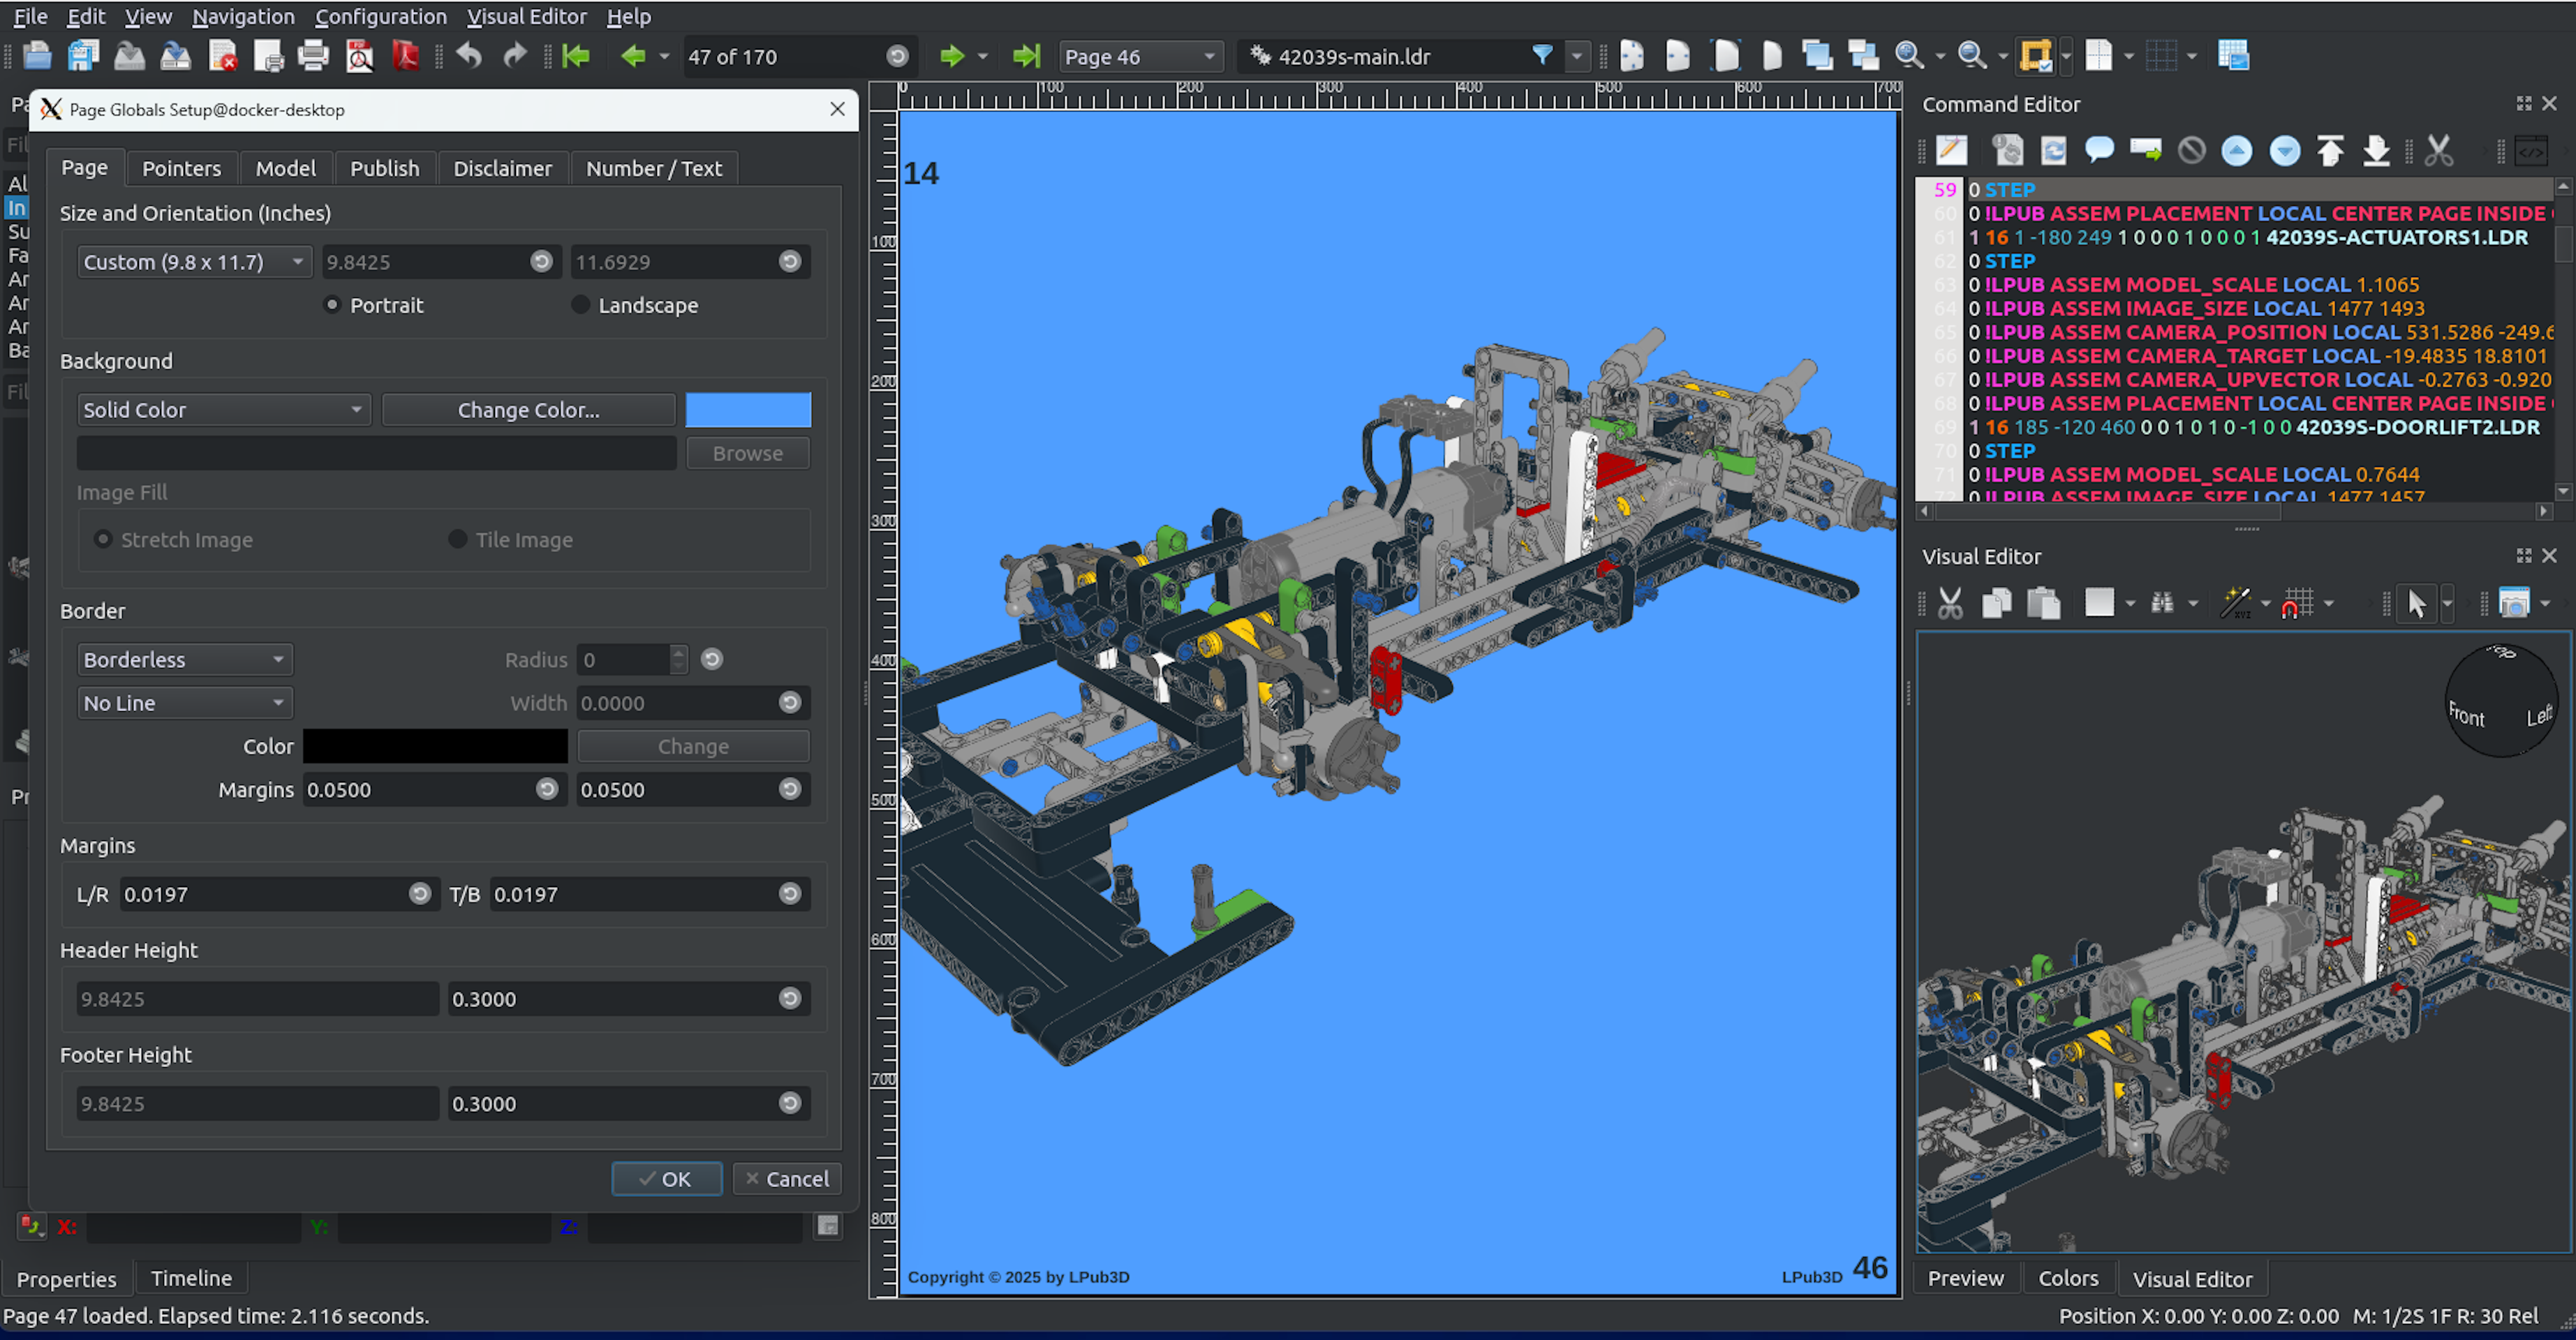 File Edit View Navigation Configuration Visual Editor Help
47 of 170 Page 46 42039s-main.ldr
Page Globals Setup@docker-desktop
Page Pointers Model Publish Disclaimer Number / Text
Size and Orientation (Inches)
Custom (9.8 x 11.7) 9.8425 11.6929
Portrait Landscape
Background
Solid Color Change Color... 
Browse
Image Fill
Stretch Image Tile Image
Border
Borderless Radius 0
No Line Width 0.0000
Color Change
Margins 0.0500 0.0500
Margins
L/R 0.0197 T/B 0.0197
Header Height
9.8425 0.3000
Footer Height
9.8425 0.3000
OK Cancel
X: Y: Z:
Properties Timeline
Page 47 loaded. Elapsed time: 2.116 seconds.
0 100 200 300 400 500 600 700
100
200
300
400
500
600
700
800
14
Copyright © 2025 by LPub3D
LPub3D 46
Command Editor
59 0 STEP
60 0 !LPUB ASSEM PLACEMENT LOCAL CENTER PAGE INSIDE
61 1 16 1 -180 249 1 0 0 0 1 0 0 0 1 42039S-ACTUATORS1.LDR
62 0 STEP
63 0 !LPUB ASSEM MODEL_SCALE LOCAL 1.1065
64 0 !LPUB ASSEM IMAGE_SIZE LOCAL 1477 1493
65 0 !LPUB ASSEM CAMERA_POSITION LOCAL 531.5286 -249.6
66 0 !LPUB ASSEM CAMERA_TARGET LOCAL -19.4835 18.8101
67 0 !LPUB ASSEM CAMERA_UPVECTOR LOCAL -0.2763 -0.920
68 0 !LPUB ASSEM PLACEMENT LOCAL CENTER PAGE INSIDE
69 1 16 185 -120 460 0 0 1 0 1 0 -1 0 0 42039S-DOORLIFT2.LDR
70 0 STEP
71 0 !LPUB ASSEM MODEL_SCALE LOCAL 0.7644
72 0 !LPUB ASSEM IMAGE_SIZE LOCAL 1477 1457
Visual Editor
Top
Front Left
Preview Colors Visual Editor
Position X: 0.00 Y: 0.00 Z: 0.00 M: 1/2S 1F R: 30 Rel